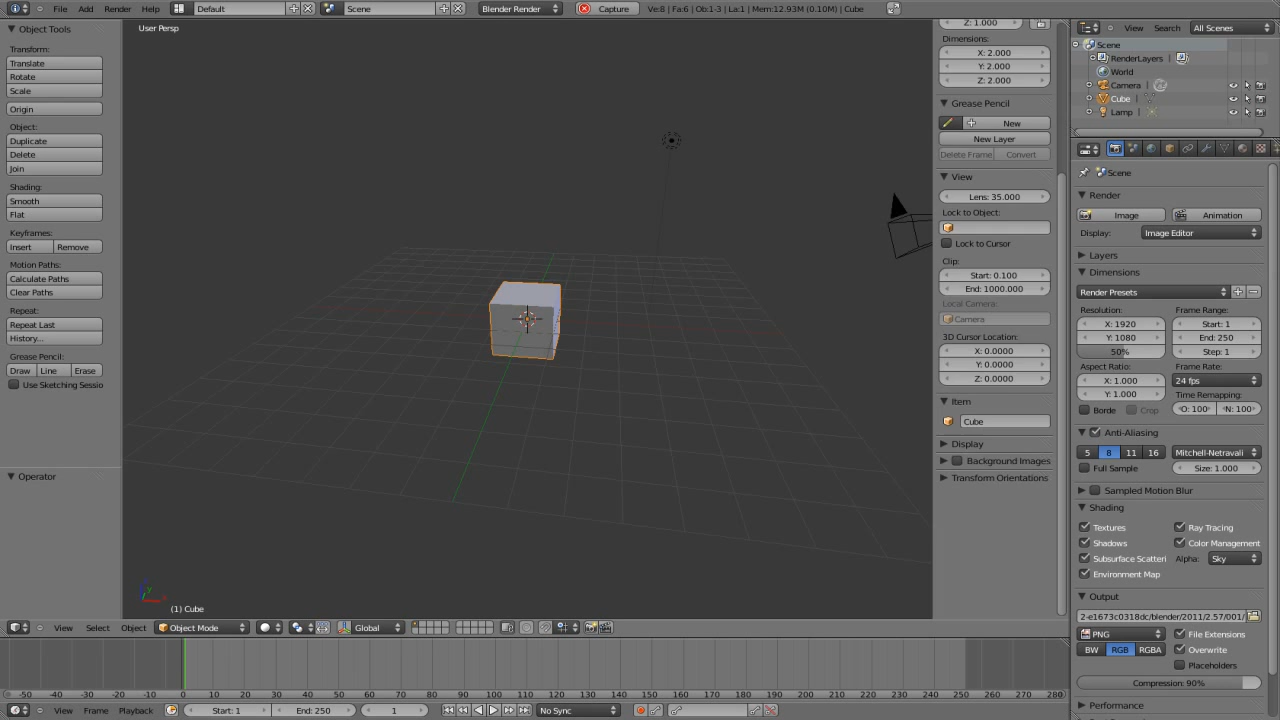 File Add Render Help Default Scene Blender Render Capture Ve:8 | Fa:6 | Ob:1-3 | La:1 | Mem:12.93M (0.10M) | Cube
Object Tools
Transform:
Translate
Rotate
Scale
Origin
Object:
Duplicate
Delete
Join
Shading:
Smooth
Flat
Keyframes:
Insert Remove
Motion Paths:
Calculate Paths
Clear Paths
Repeat:
Repeat Last
History...
Grease Pencil:
Draw Line Erase
Use Sketching Sessio
Operator
User Persp
(1) Cube
Z: 1.000
Dimensions:
X: 2.000
Y: 2.000
Z: 2.000
Grease Pencil
New
New Layer
Delete Frame Convert
View
Lens: 35.000
Lock to Object:
Lock to Cursor
Clip:
Start: 0.100
End: 1000.000
Local Camera:
Camera
3D Cursor Location:
X: 0.0000
Y: 0.0000
Z: 0.0000
Item
Cube
Display
Background Images
Transform Orientations
View Search All Scenes
Scene
RenderLayers |
World
Camera |
Cube |
Lamp |
Scene
Render
Image Animation
Display: Image Editor
Layers
Dimensions
Render Presets
Resolution: Frame Range:
X: 1920 Start: 1
Y: 1080 End: 250
50% Step: 1
Aspect Ratio: Frame Rate:
X: 1.000 24 fps
Y: 1.000 Time Remapping:
Borde Crop O: 100 N: 100
Anti-Aliasing
5 8 11 16 Mitchell-Netravali
Full Sample Size: 1.000
Sampled Motion Blur
Shading
Textures Ray Tracing
Shadows Color Management
Subsurface Scatteri Alpha: Sky
Environment Map
Output
2-e1673c0318dc/blender/2011/2.57/001/
PNG File Extensions
BW RGB RGBA Overwrite
Placeholders
Compression: 90%
Performance
View Select Object Object Mode Global
-50 -40 -30 -20 -10 0 10 20 30 40 50 60 70 80 90 100 110 120 130 140 150 160 170 180 190 200 210 220 230 240 250 260 270 280
View Frame Playback Start: 1 End: 250 1 No Sync